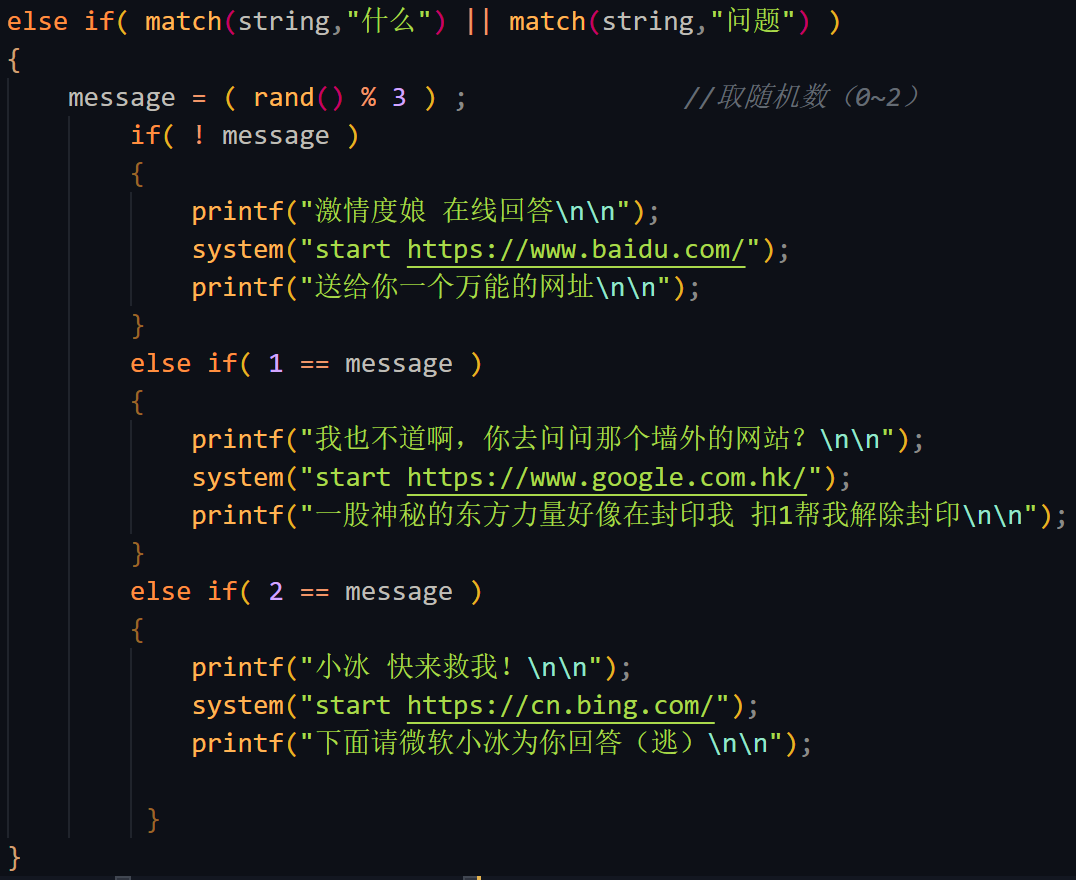 else if( match(string,"什么") || match(string,"问题") )
{
message = ( rand() % 3 ) ; //取随机数（0~2）
if( ! message )
{
printf("激情度娘 在线回答\n\n");
system("start https://www.baidu.com/");
printf("送给你一个万能的网址\n\n");
}
else if( 1 == message )
{
printf("我也不道啊，你去问问那个墙外的网站？\n\n");
system("start https://www.google.com.hk/");
printf("一股神秘的东方力量好像在封印我 扣1帮我解除封印\n\n");
}
else if( 2 == message )
{
printf("小冰 快来救我！\n\n");
system("start https://cn.bing.com/");
printf("下面请微软小冰为你回答（逃）\n\n");
}
}